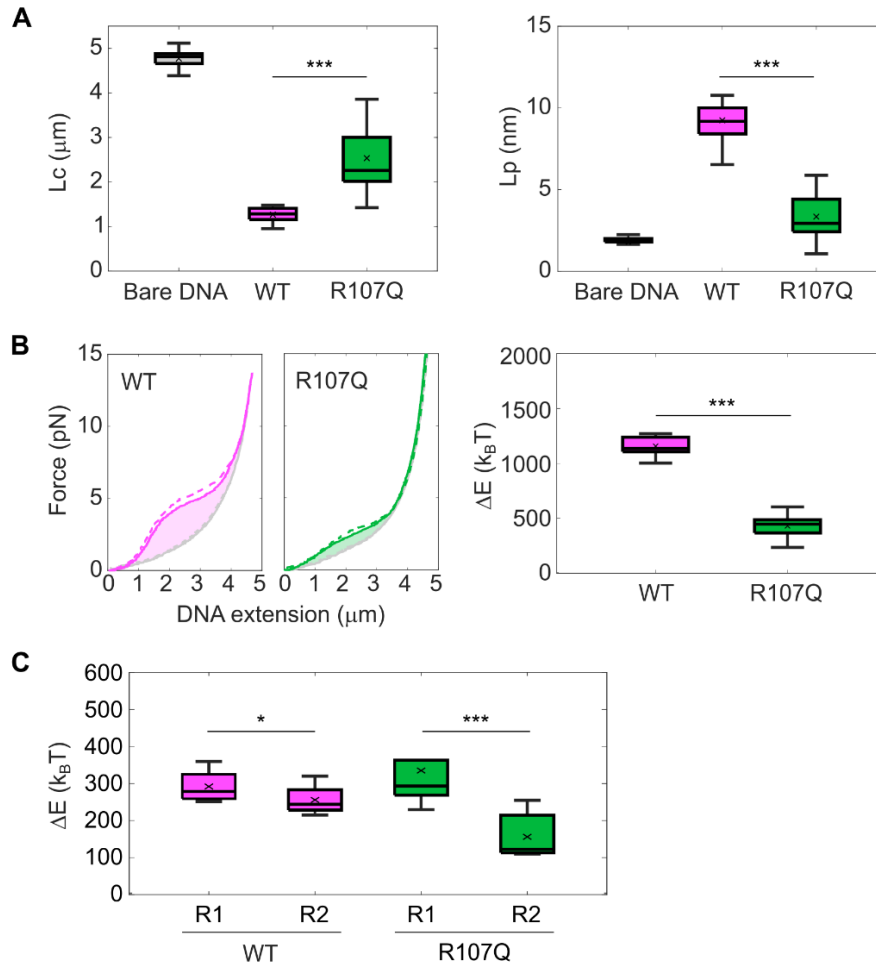 A
Lc (μm)
5
4
3
2
1
0
***
Bare DNA WT R107Q
Lp (nm)
15
10
5
0
***
Bare DNA WT R107Q
B
Force (pN)
15
10
5
0
WT
R107Q
0 1 2 3 4 5
0 1 2 3 4 5
DNA extension (μm)
ΔE (kBT)
2000
1500
1000
500
0
***
WT R107Q
C
ΔE (kBT)
600
500
400
300
200
100
0
* ***
R1 R2 R1 R2
WT R107Q